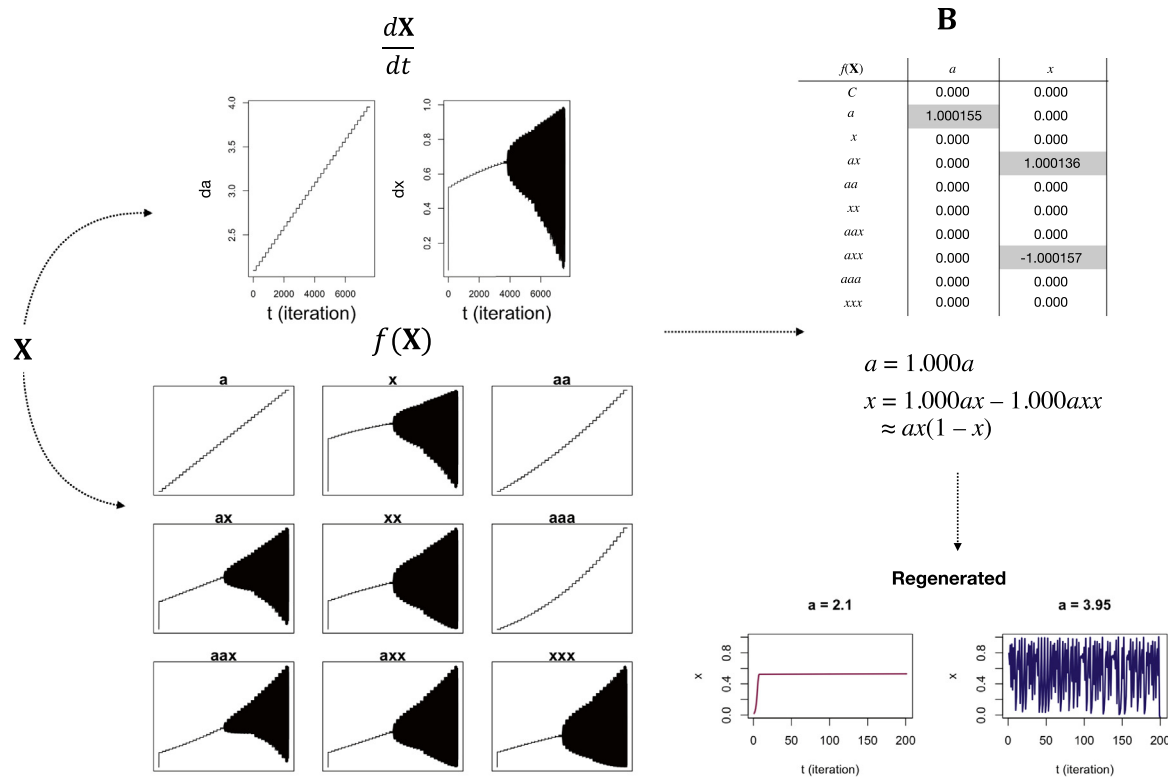 dX
dt
da
4.0
3.5
3.0
2.5
0 2000 4000 6000
t (iteration)
dx
1.0
0.8
0.6
0.4
0.2
0 2000 4000 6000
t (iteration)
X
f(X)
a x aa
ax xx aaa
aax axx xxx
B
f(X) a x
C 0.000 0.000
a 1.000155 0.000
x 0.000 0.000
ax 0.000 1.000136
aa 0.000 0.000
xx 0.000 0.000
aax 0.000 0.000
axx 0.000 -1.000157
aaa 0.000 0.000
xxx 0.000 0.000
a = 1.000a
x = 1.000ax – 1.000axx
≈ ax(1 – x)
Regenerated
a = 2.1
x
0.8
0.4
0.0
0 50 100 150 200
t (iteration)
a = 3.95
x
0.8
0.4
0.0
0 50 100 150 200
t (iteration)